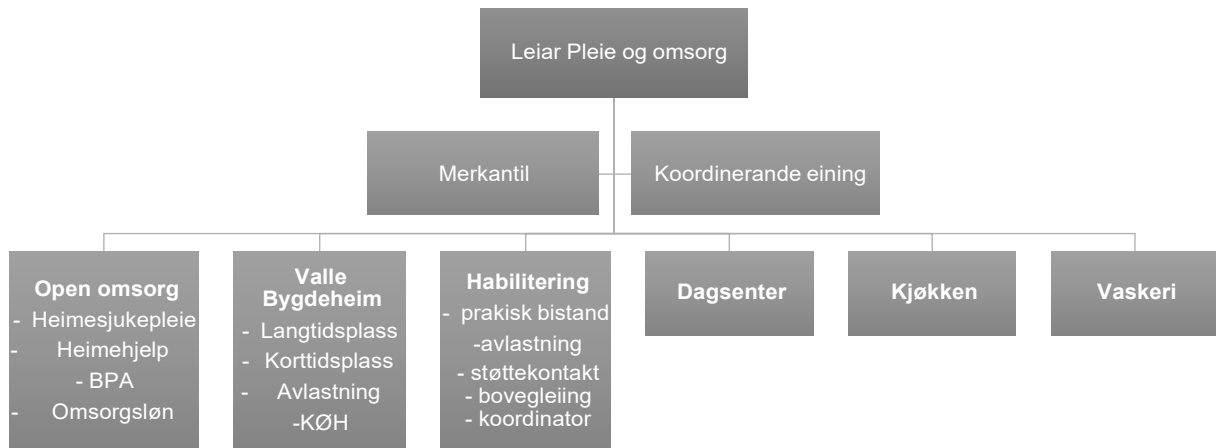 Leiar Pleie og omsorg
Merkantil
Koordinerande eining
Open omsorg
- Heimesjukepleie
- Heimehjelp
- BPA
- Omsorgsløn
Valle
Bygdeheim
- Langtidsplass
- Korttidsplass
- Avlastning
-KØH
Habilitering
- prakisk bistand
-avlastning
- støttekontakt
- bovegleiing
- koordinator
Dagsenter
Kjøkken
Vaskeri